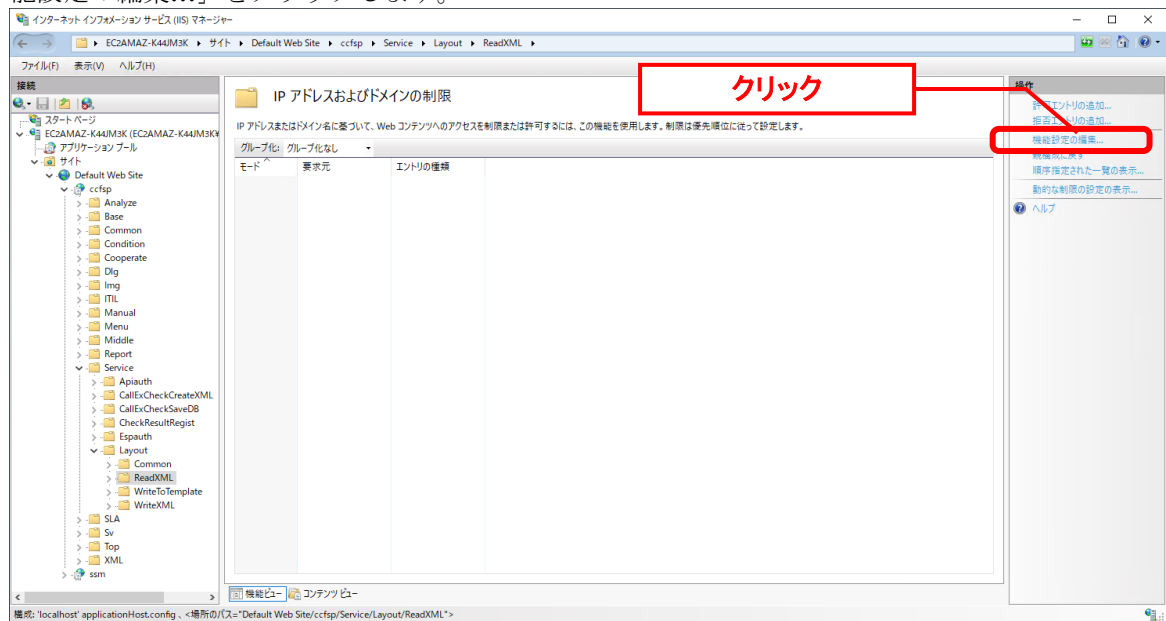 能設定の編集...」をクリックします。
インターネット インフォメーション サービス (IIS) マネージャー
EC2AMAZ-K44JM3K ▸ サイト ▸ Default Web Site ▸ ccfsp ▸ Service ▸ Layout ▸ ReadXML ▸
ファイル(F) 表示(V) ヘルプ(H)
接続
スタート ページ
EC2AMAZ-K44JM3K (EC2AMAZ-K44JM3K¥
アプリケーション プール
サイト
Default Web Site
ccfsp
Analyze
Base
Common
Condition
Cooperate
Dlg
Img
ITIL
Manual
Menu
Middle
Report
Service
Apiauth
CallExCheckCreateXML
CallExCheckSaveDB
CheckResultRegist
Espauth
Layout
Common
ReadXML
WriteToTemplate
WriteXML
SLA
Sv
Top
XML
ssm
IP アドレスおよびドメインの制限
IP アドレスまたはドメイン名に基づいて、Web コンテンツへのアクセスを制限または許可するには、この機能を使用します。制限は優先順位に従って設定します。
グループ化: グループ化なし
モード 要求元 エントリの種類
クリック
機能ビュー コンテンツ ビュー
操作
許可エントリの追加...
拒否エントリの追加...
機能設定の編集...
親構成に戻す
順序指定された一覧の表示...
動的な制限の設定の表示...
ヘルプ
構成: 'localhost' applicationHost.config 、<場所のパス="Default Web Site/ccfsp/Service/Layout/ReadXML">